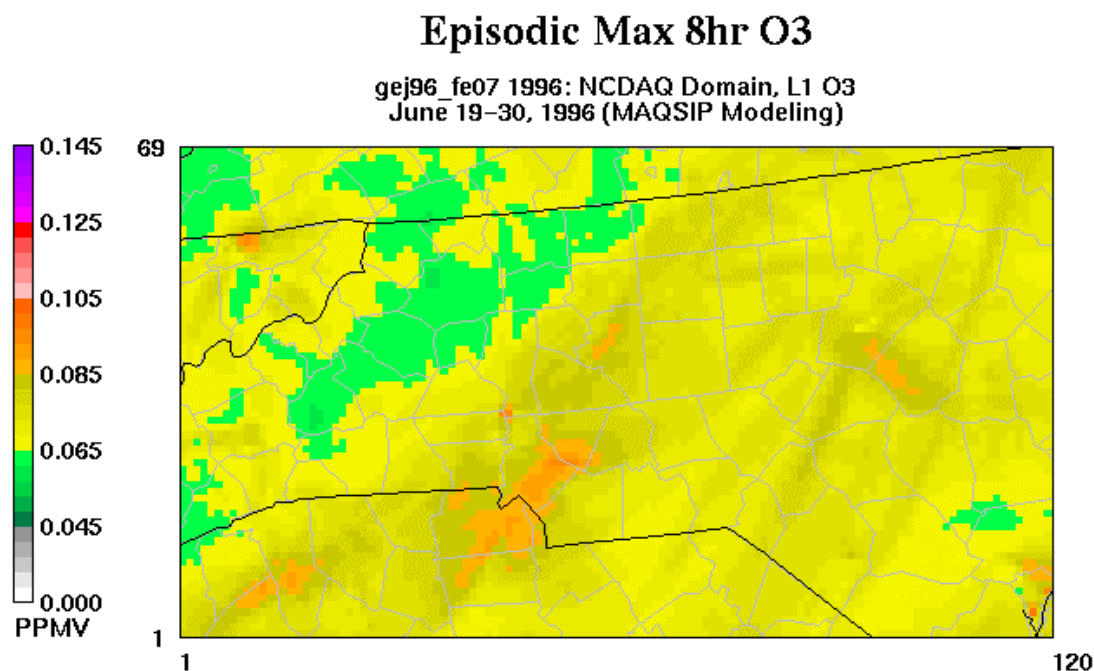 Episodic Max 8hr O3
gej96_fe07 1996: NCDAQ Domain, L1 O3
June 19-30, 1996 (MAQSIP Modeling)
0.145
0.125
0.105
0.085
0.065
0.045
0.000
PPMV
69
1
1
120